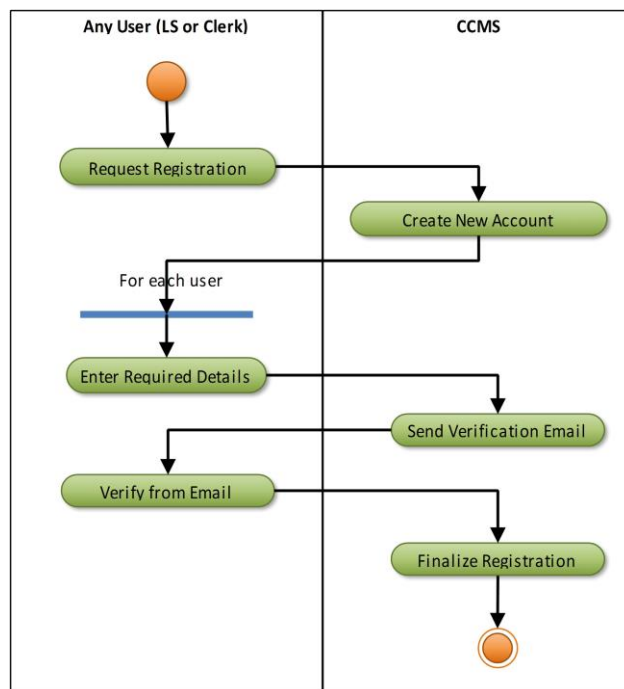 Any User (LS or Clerk)
CCMS
Request Registration
Create New Account
For each user
Enter Required Details
Send Verification Email
Verify from Email
Finalize Registration